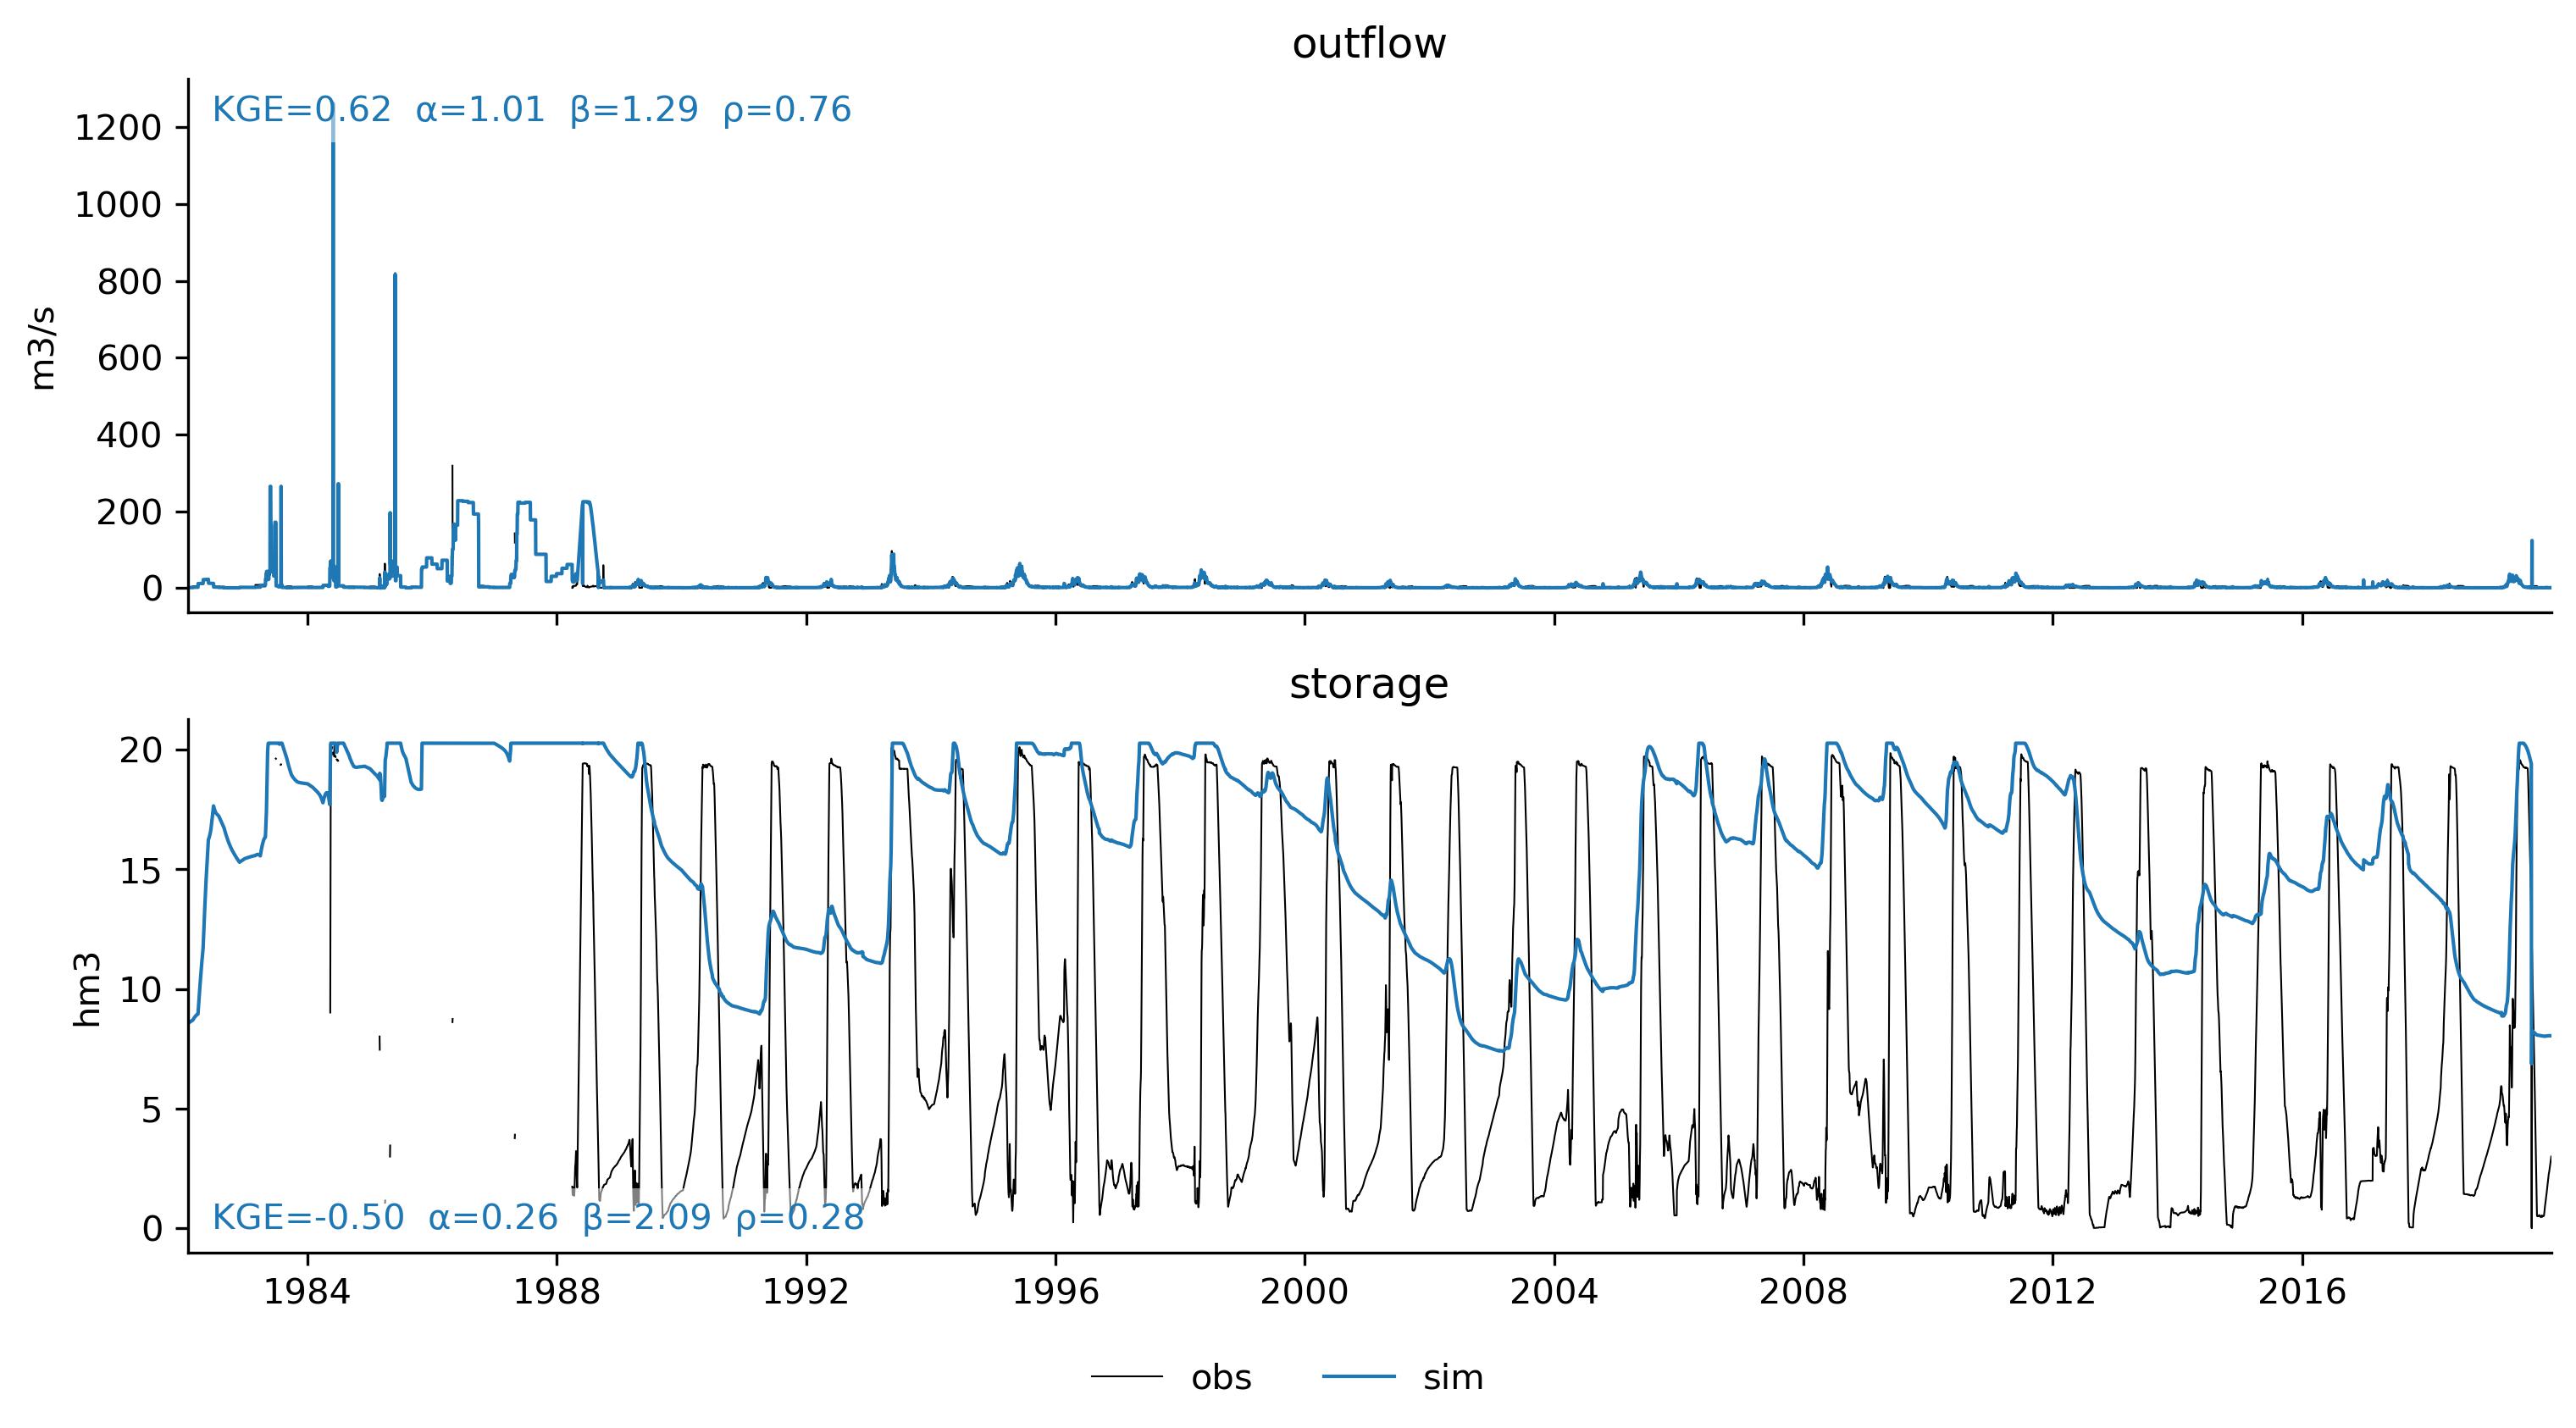 outflow
KGE=0.62 α=1.01 β=1.29 ρ=0.76
1200
1000
800
600
400
200
0
m3/s
storage
20
15
10
5
0
hm3
KGE=-0.50 α=0.26 β=2.09 ρ=0.28
1984 1988 1992 1996 2000 2004 2008 2012 2016
obs sim